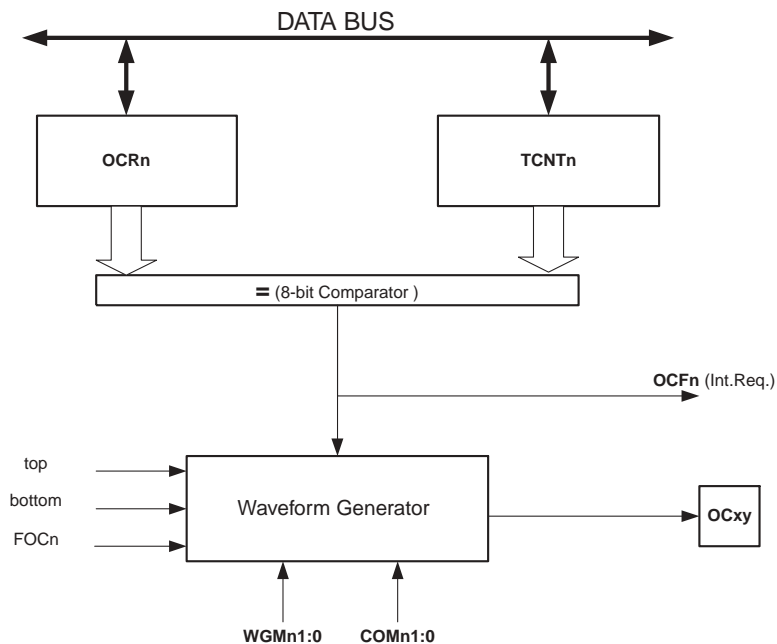 DATA BUS
OCRn
TCNTn
= (8-bit Comparator )
OCFn (Int.Req.)
top
bottom
FOCn
Waveform Generator
OCxy
WGMn1:0
COMn1:0